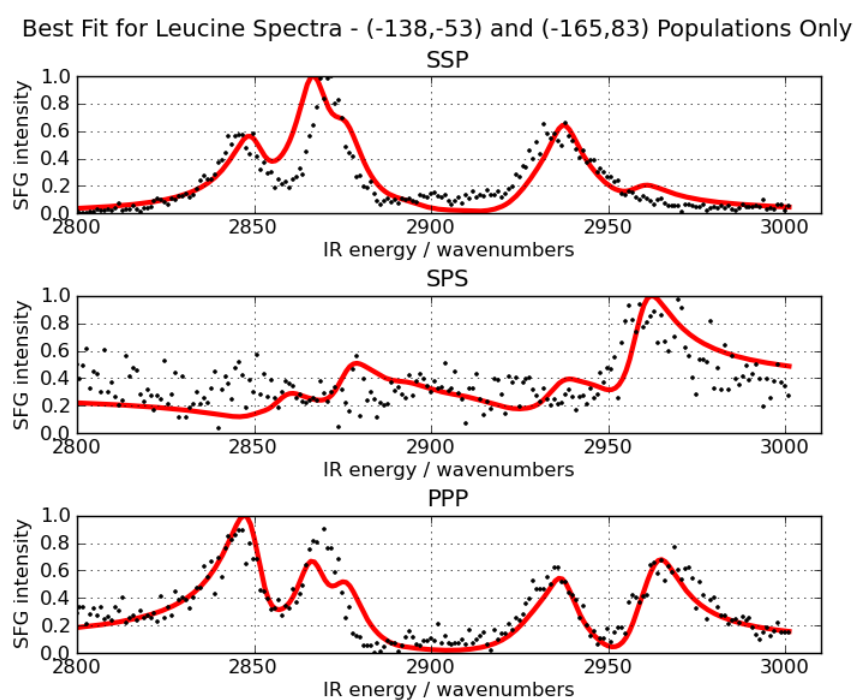 Best Fit for Leucine Spectra - (-138,-53) and (-165,83) Populations Only
SSP
1.0
0.8
0.6
0.4
0.2
0.0
SFG intensity
2800 2850 2900 2950 3000
IR energy / wavenumbers
SPS
1.0
0.8
0.6
0.4
0.2
0.0
SFG intensity
2800 2850 2900 2950 3000
IR energy / wavenumbers
PPP
1.0
0.8
0.6
0.4
0.2
0.0
SFG intensity
2800 2850 2900 2950 3000
IR energy / wavenumbers